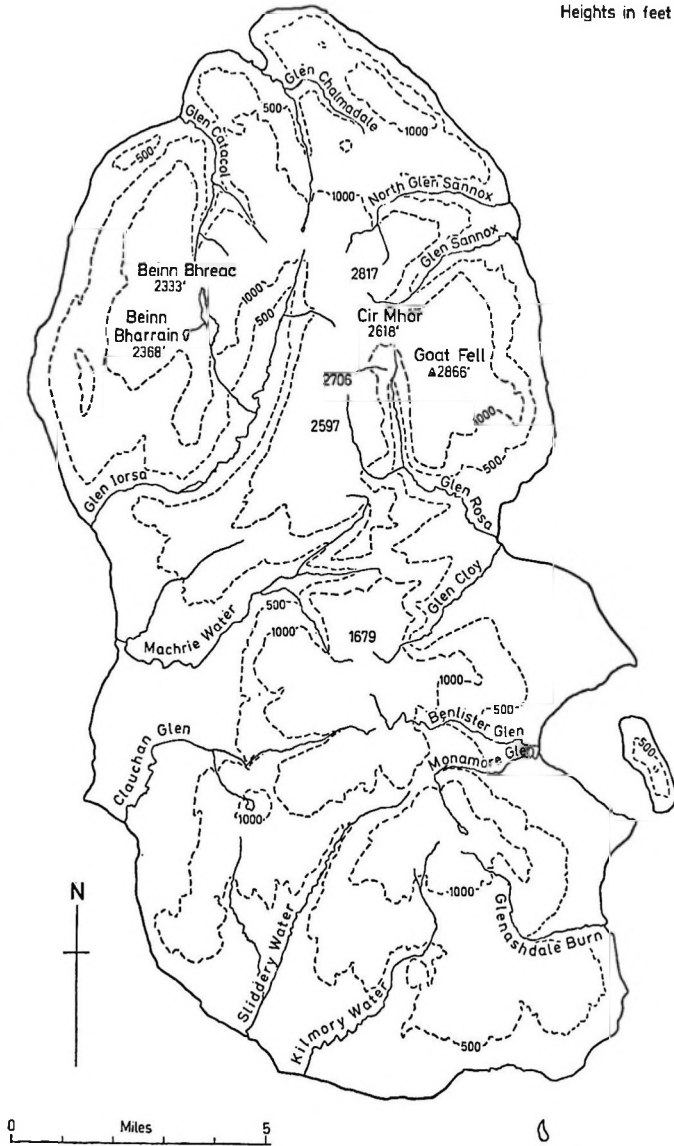 Heights in feet
Glen Chalmadale
500
1000
Glen Catacol
500
1000
North Glen Sannox
Glen Sannox
2817
Beinn Bhreac
2333'
1000
500
Cir Mhor
2618'
Beinn
Bharrain
2368'
Goat Fell
2866'
2706
1000
2597
500
Glen Iorsa
Glen Rosa
Glen Cloy
500
Machrie Water
1000
1679
1000
500
Benlister Glen
Clauchan Glen
Monamore Glen
500
1000
N
1000
Glenashdale Burn
Sliddery Water
Kilmory Water
500
0 Miles 5